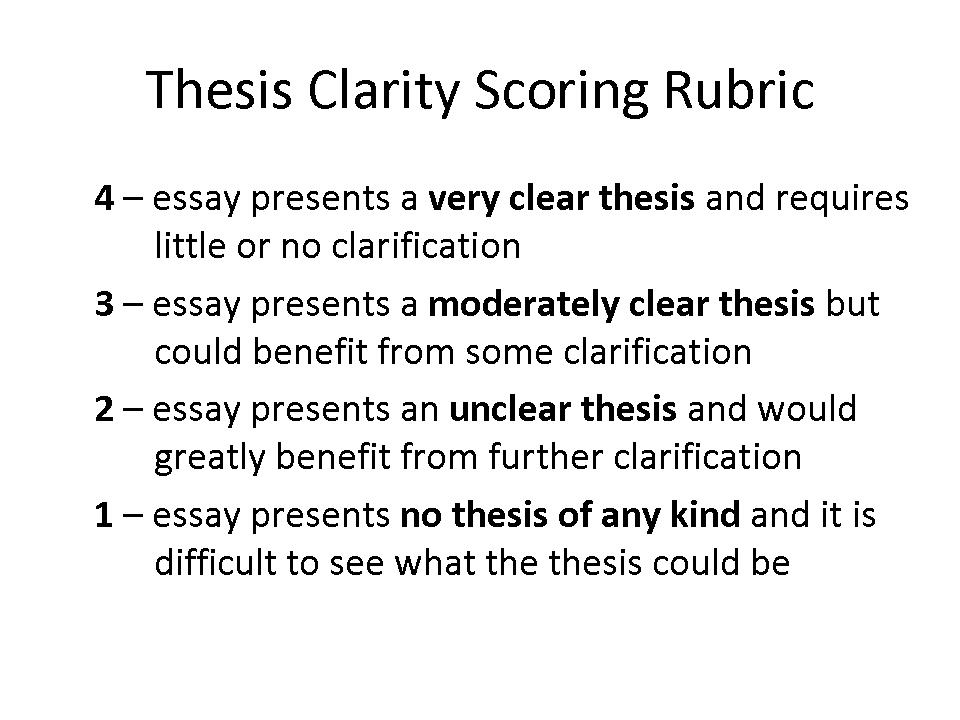 Thesis Clarity Scoring Rubric
4 – essay presents a very clear thesis and requires
little or no clarification
3 – essay presents a moderately clear thesis but
could benefit from some clarification
2 – essay presents an unclear thesis and would
greatly benefit from further clarification
1 – essay presents no thesis of any kind and it is
difficult to see what the thesis could be